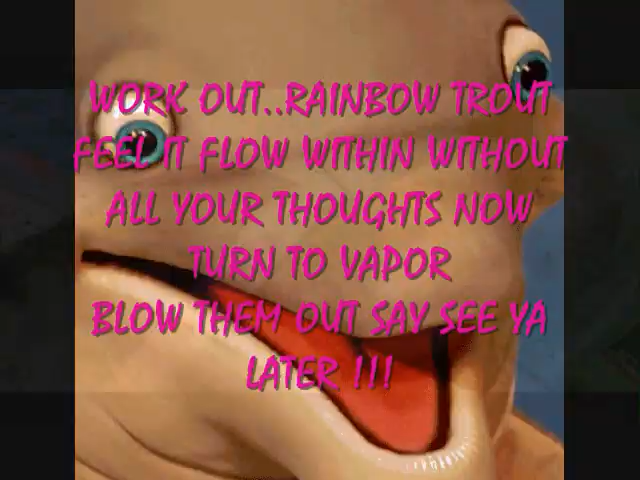 WORK OUT..RAINBOW TROUT
FEEL IT FLOW WITHIN WITHOUT
ALL YOUR THOUGHTS NOW
TURN TO VAPOR
BLOW THEM OUT SAY SEE YA
LATER !!!